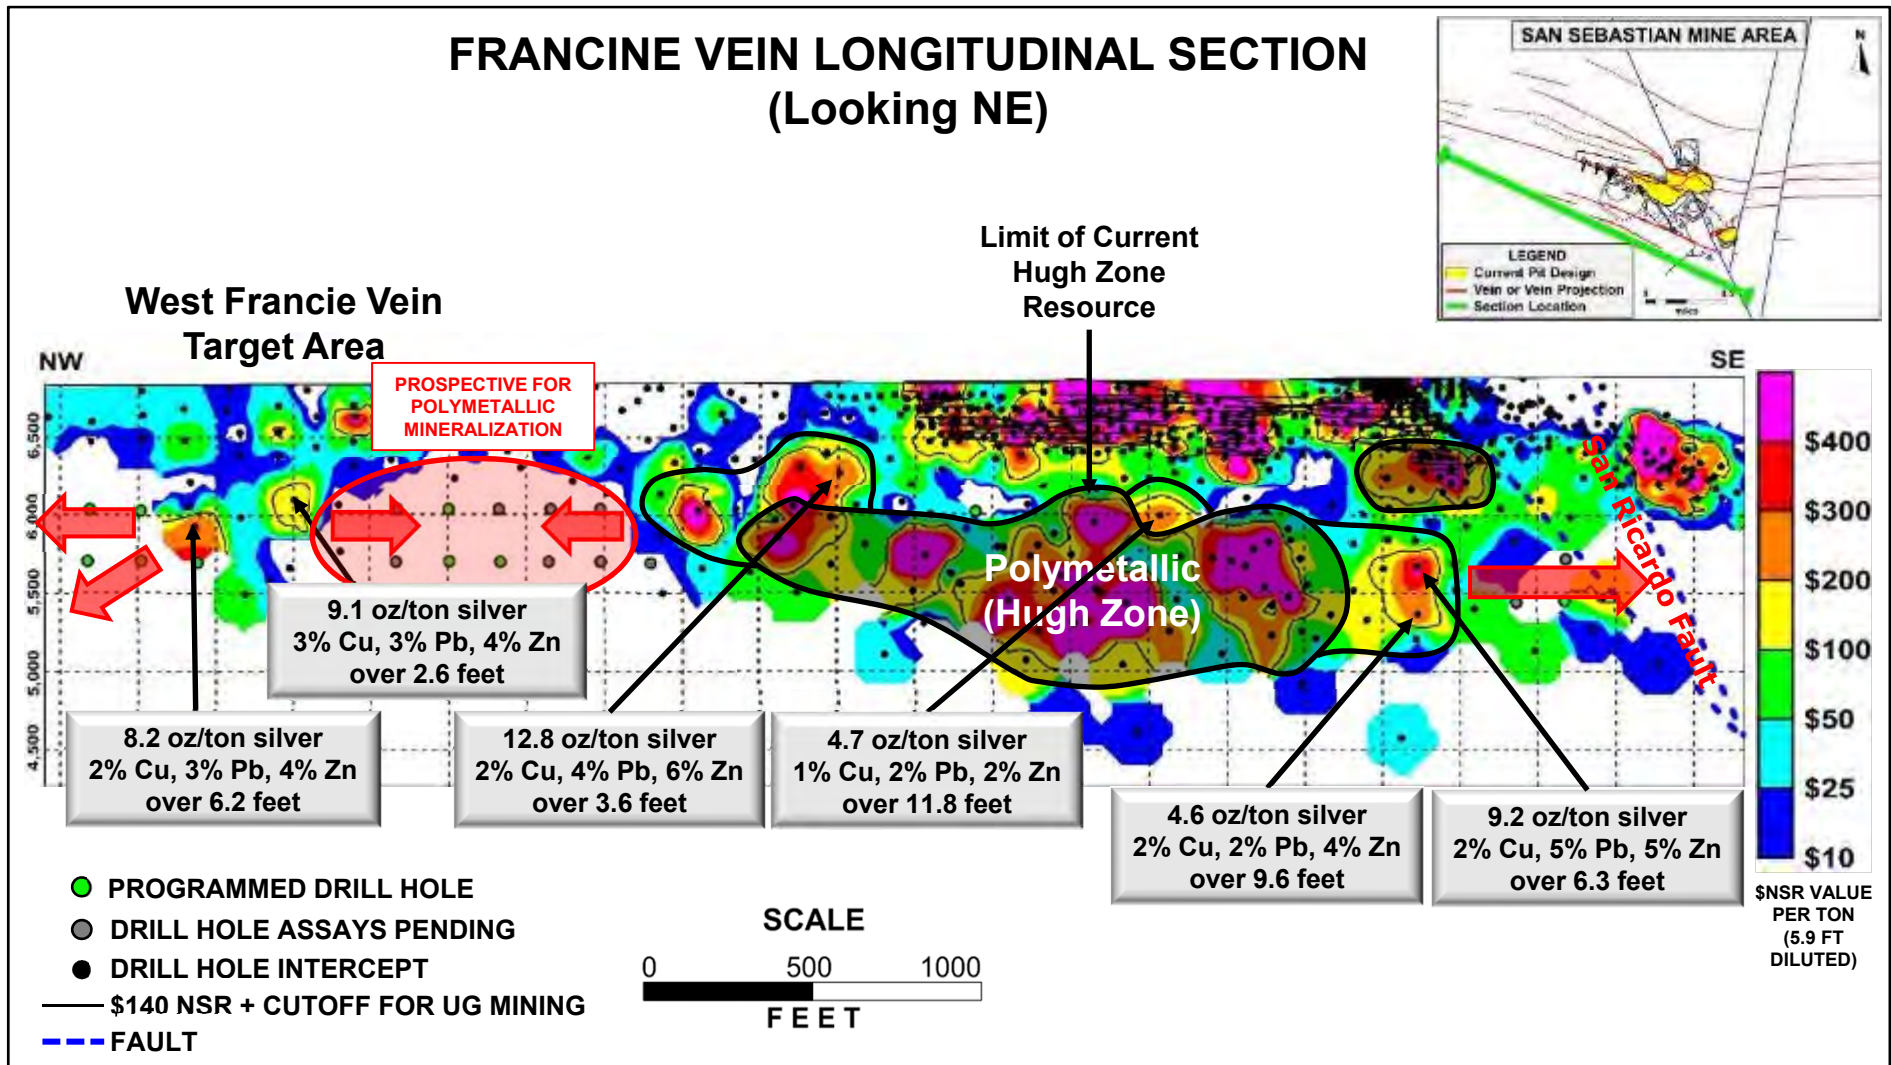 FRANCINE VEIN LONGITUDINAL SECTION
(Looking NE)
SAN SEBASTIAN MINE AREA
N
LEGEND
Current Pit Design
Vein or Vein Projection
Section Location
miles
Limit of Current
Hugh Zone
Resource
West Francie Vein
Target Area
NW
SE
PROSPECTIVE FOR
POLYMETALLIC
MINERALIZATION
6,500
6,000
5,500
5,000
4,500
San Ricardo Fault
Polymetallic
(Hugh Zone)
9.1 oz/ton silver
3% Cu, 3% Pb, 4% Zn
over 2.6 feet
8.2 oz/ton silver
2% Cu, 3% Pb, 4% Zn
over 6.2 feet
12.8 oz/ton silver
2% Cu, 4% Pb, 6% Zn
over 3.6 feet
4.7 oz/ton silver
1% Cu, 2% Pb, 2% Zn
over 11.8 feet
4.6 oz/ton silver
2% Cu, 2% Pb, 4% Zn
over 9.6 feet
9.2 oz/ton silver
2% Cu, 5% Pb, 5% Zn
over 6.3 feet
$400
$300
$200
$100
$50
$25
$10
$NSR VALUE
PER TON
(5.9 FT
DILUTED)
PROGRAMMED DRILL HOLE
DRILL HOLE ASSAYS PENDING
DRILL HOLE INTERCEPT
$140 NSR + CUTOFF FOR UG MINING
FAULT
SCALE
0 500 1000
FEET